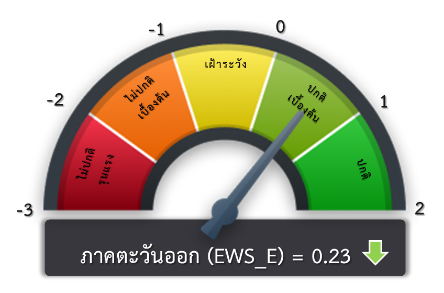 -3
-2
-1
0
1
2
ไม่ปกติ
รุนแรง
ไม่ปกติ
เบื้องต้น
เฝ้าระวัง
ปกติ
เบื้องต้น
ปกติ
ภาคตะวันออก (EWS_E) = 0.23